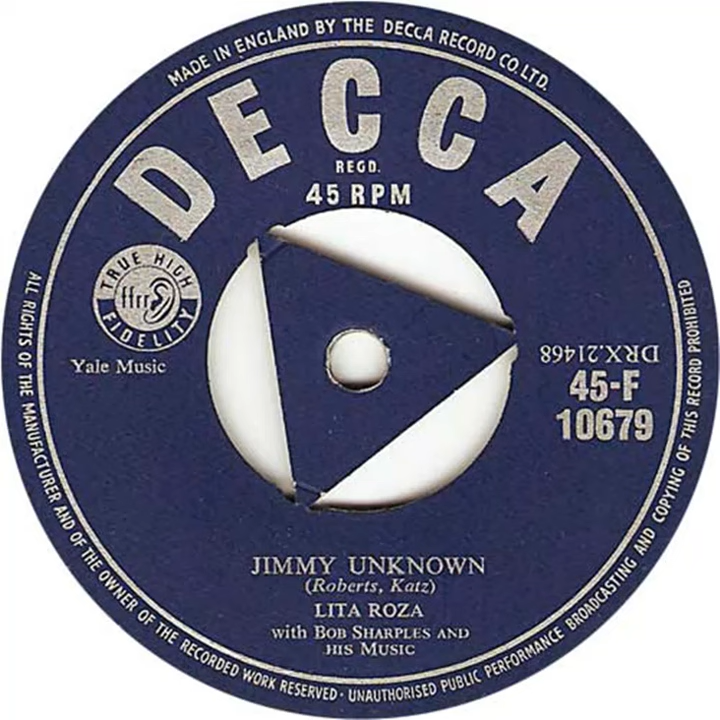 MADE IN ENGLAND BY THE DECCA RECORD CO. LTD.
DECCA
REGD.
45 RPM
TRUE HIGH
ffrr
FIDELITY
Yale Music
DRX.21468
45-F
10679
JIMMY UNKNOWN
(Roberts, Katz)
LITA ROZA
with BOB SHARPLES AND
HIS MUSIC
ALL RIGHTS OF THE MANUFACTURER AND OF THE OWNER OF THE RECORDED WORK RESERVED · UNAUTHORISED PUBLIC PERFORMANCE BROADCASTING AND COPYING OF THIS RECORD PROHIBITED